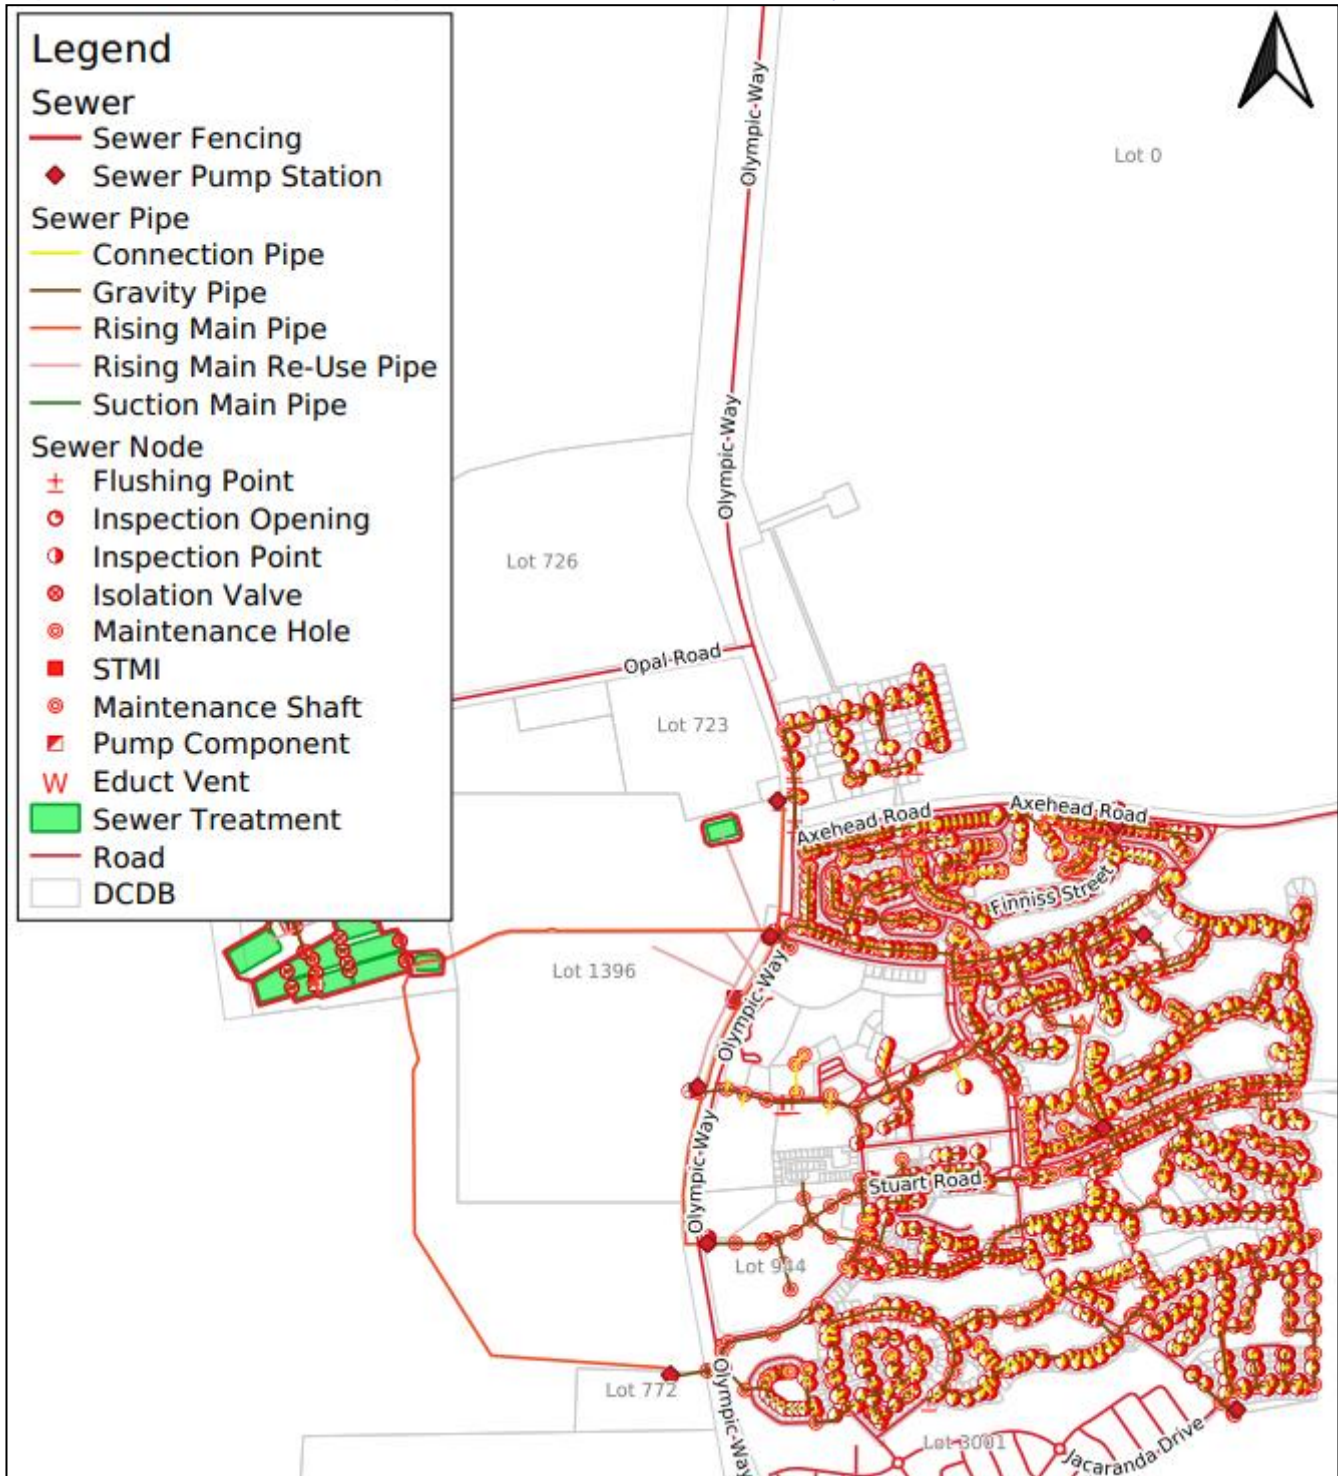 Legend
Sewer
Sewer Fencing
Sewer Pump Station
Sewer Pipe
Connection Pipe
Gravity Pipe
Rising Main Pipe
Rising Main Re-Use Pipe
Suction Main Pipe
Sewer Node
Flushing Point
Inspection Opening
Inspection Point
Isolation Valve
Maintenance Hole
STMI
Maintenance Shaft
Pump Component
W Educt Vent
Sewer Treatment
Road
DCDB
Olympic-Way
Lot 0
Olympic-Way
Lot 726
Opal-Road
Lot 723
Axehead-Road
Axehead-Road
Finniss-Street
Lot 1396
Olympic-Way
Olympic-Way
Stuart Road
Lot 944
Lot 772
Olympic-Way
Lot 3001
Jacaranda-Drive